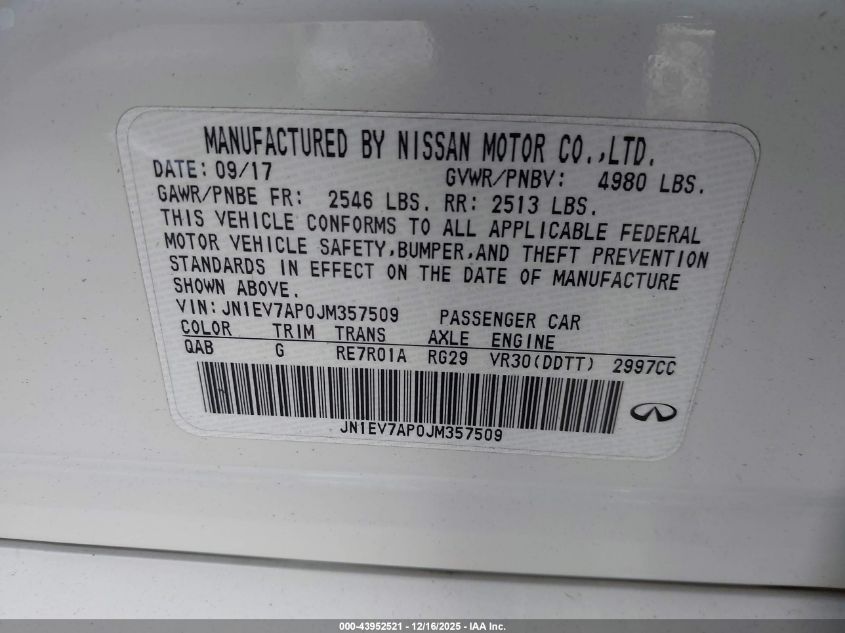 MANUFACTURED BY NISSAN MOTOR CO.,LTD.
DATE: 09/17 GVWR/PNBV: 4980 LBS.
GAWR/PNBE FR: 2546 LBS. RR: 2513 LBS.
THIS VEHICLE CONFORMS TO ALL APPLICABLE FEDERAL
MOTOR VEHICLE SAFETY,BUMPER,AND THEFT PREVENTION
STANDARDS IN EFFECT ON THE DATE OF MANUFACTURE
SHOWN ABOVE.
VIN:JN1EV7AP0JM357509 PASSENGER CAR
COLOR TRIM TRANS AXLE ENGINE
QAB G RE7R01A RG29 VR30(DDTT) 2997CC
JN1EV7AP0JM357509
000-43952521 - 12/16/2025 - IAA Inc.